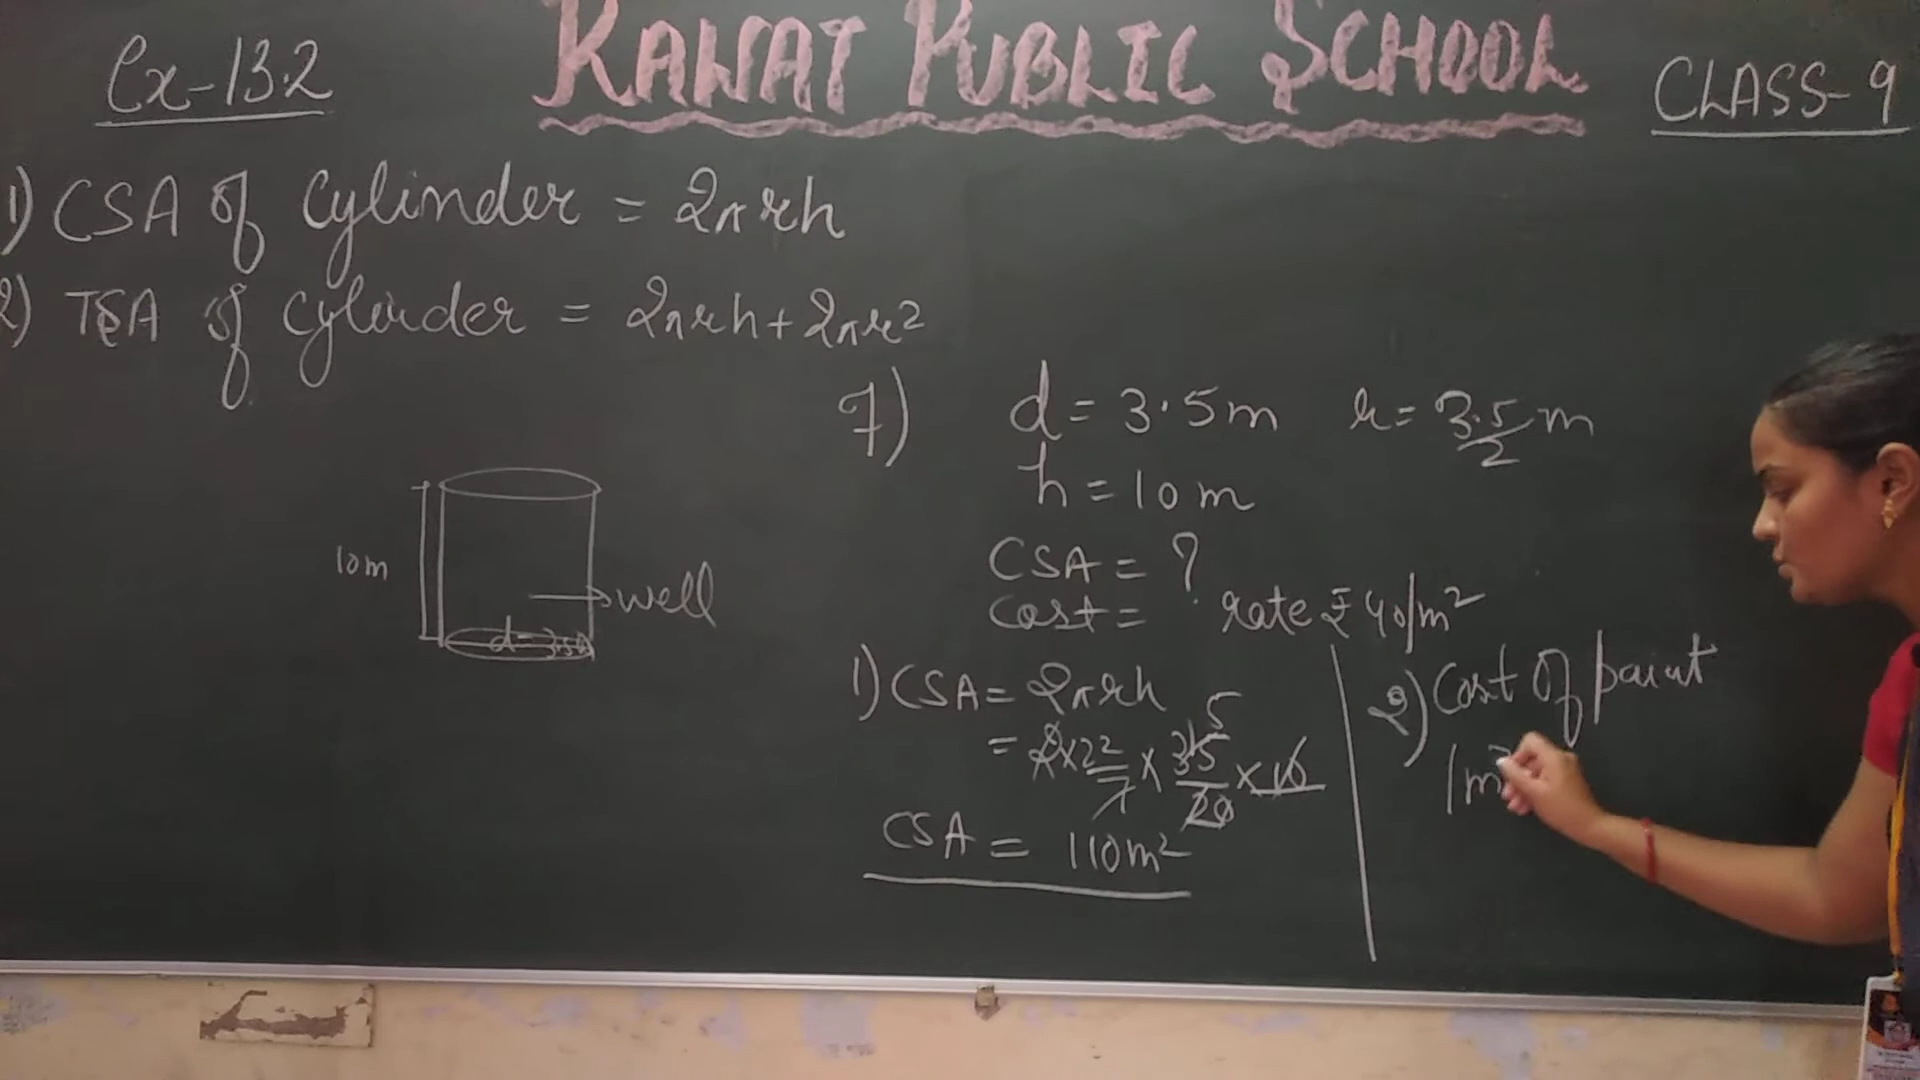 Ex-13.2
RAWAT PUBLIC SCHOOL
CLASS-9
1) CSA of Cylinder = 2πrh
2) TSA of Cylinder = 2πrh + 2πr²
7) d = 3.5m r = 3.5/2 m
h = 10m
CSA = ?
Cost = ? rate ₹ 40/m²
10m
well
d=3.5m
1) CSA = 2πrh
= 2 × 22/7 × 35/20 × 10
5
CSA = 110m²
2) Cost of paint
1m²